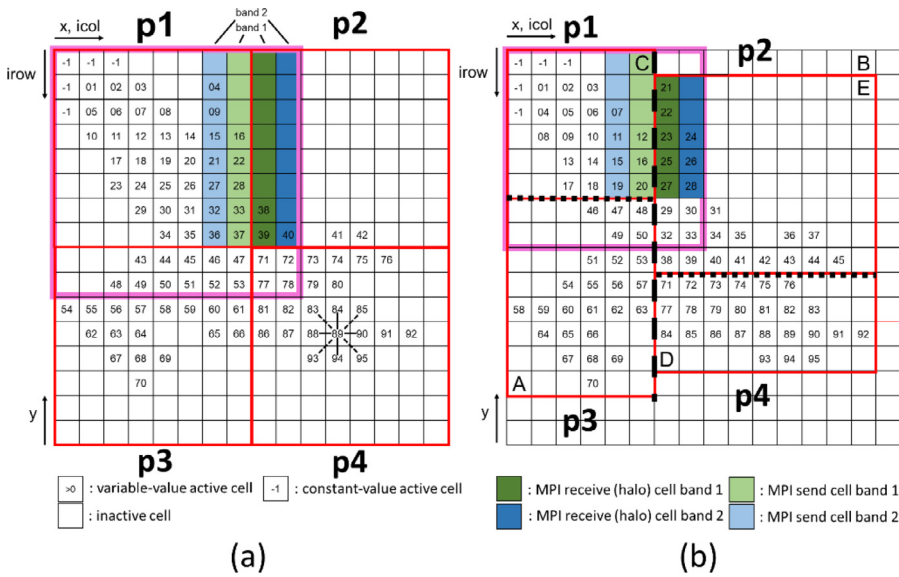 x, icol
p1
band 2
band 1
p2
irow
-1 -1 -1
-1 01 02 03 04
-1 05 06 07 08 09
10 11 12 13 14 15 16
17 18 19 20 21 22
23 24 25 26 27 28
29 30 31 32 33 38
34 35 36 37 39 40 41 42
43 44 45 46 47 71 72 73 74 75 76
48 49 50 51 52 53 77 78 79 80
54 55 56 57 58 59 60 61 81 82 83 84 85
62 63 64 65 66 86 87 88 89 90 91 92
67 68 69 93 94 95
70
y
p3
p4
>0 : variable-value active cell
-1 : constant-value active cell
: inactive cell
(a)
x, icol
p1
p2
irow
C
B
-1 -1 -1
E
-1 01 02 03 21
-1 04 05 06 07 22
08 09 10 11 12 23 24
13 14 15 16 25 26
17 18 19 20 27 28
46 47 48 29 30 31
49 50 32 33 34 35 36 37
51 52 53 38 39 40 41 42 43 44 45
54 55 56 57 71 72 73 74 75 76
58 59 60 61 62 63 77 78 79 80 81 82 83
64 65 66 84 85 86 87 88 89 90 91 92
67 68 69 D 93 94 95
A 70
y
p3
p4
: MPI receive (halo) cell band 1
: MPI send cell band 1
: MPI receive (halo) cell band 2
: MPI send cell band 2
(b)